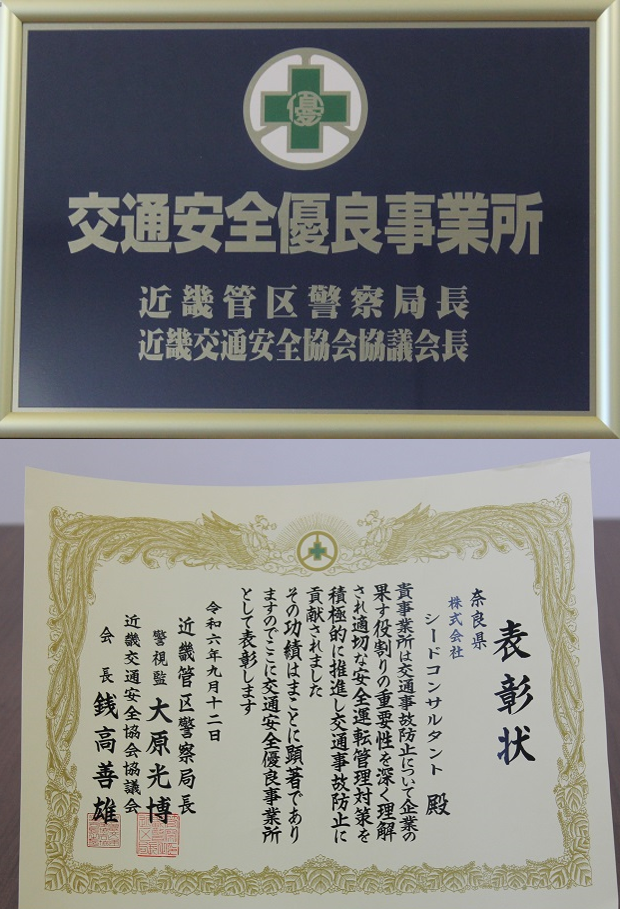 優
交通安全優良事業所
近畿管区警察局長
近畿交通安全協会協議会長
表彰状
奈良県
株式会社
シードコンサルタント 殿
貴事業所は交通事故防止について企業の
果す役割りの重要性を深く理解
され適切な安全運転管理対策を
積極的に推進し交通事故防止に
貢献されました
その功績はまことに顕著であり
ますのでここに交通安全優良事業所
として表彰します
令和六年九月十二日
近畿管区警察局長
警視監 大原光博
近畿交通安全協会協議会
会長 銭高善雄